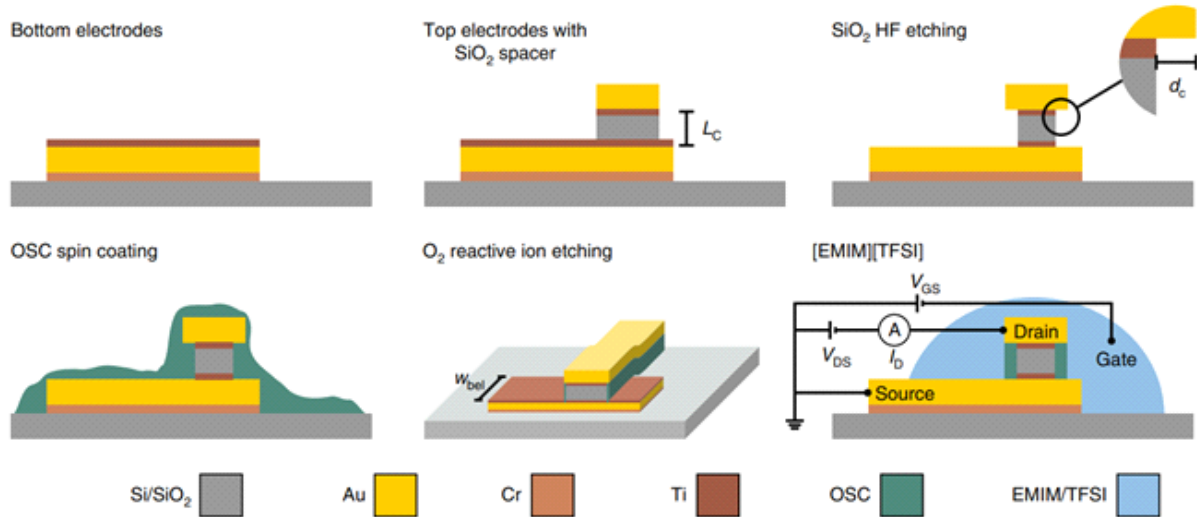 Bottom electrodes
Top electrodes with
SiO₂ spacer
SiO₂ HF etching
L_C
d_c
OSC spin coating
O₂ reactive ion etching
[EMIM][TFSI]
w_bel
V_GS
V_DS
A
I_D
Drain
Gate
Source
Si/SiO₂
Au
Cr
Ti
OSC
EMIM/TFSI